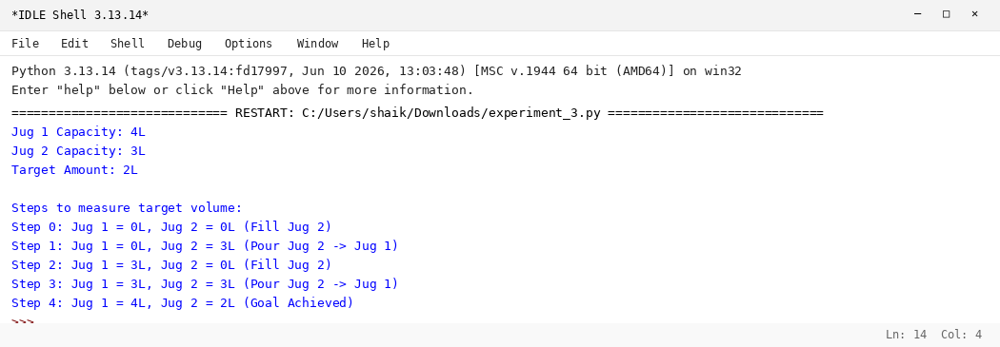 *IDLE Shell 3.13.14*
File Edit Shell Debug Options Window Help
Python 3.13.14 (tags/v3.13.14:fd17997, Jun 10 2026, 13:03:48) [MSC v.1944 64 bit (AMD64)] on win32
Enter "help" below or click "Help" above for more information.
============================= RESTART: C:/Users/shaik/Downloads/experiment_3.py =============================
Jug 1 Capacity: 4L
Jug 2 Capacity: 3L
Target Amount: 2L

Steps to measure target volume:
Step 0: Jug 1 = 0L, Jug 2 = 0L (Fill Jug 2)
Step 1: Jug 1 = 0L, Jug 2 = 3L (Pour Jug 2 -> Jug 1)
Step 2: Jug 1 = 3L, Jug 2 = 0L (Fill Jug 2)
Step 3: Jug 1 = 3L, Jug 2 = 3L (Pour Jug 2 -> Jug 1)
Step 4: Jug 1 = 4L, Jug 2 = 2L (Goal Achieved)
>>>
Ln: 14 Col: 4